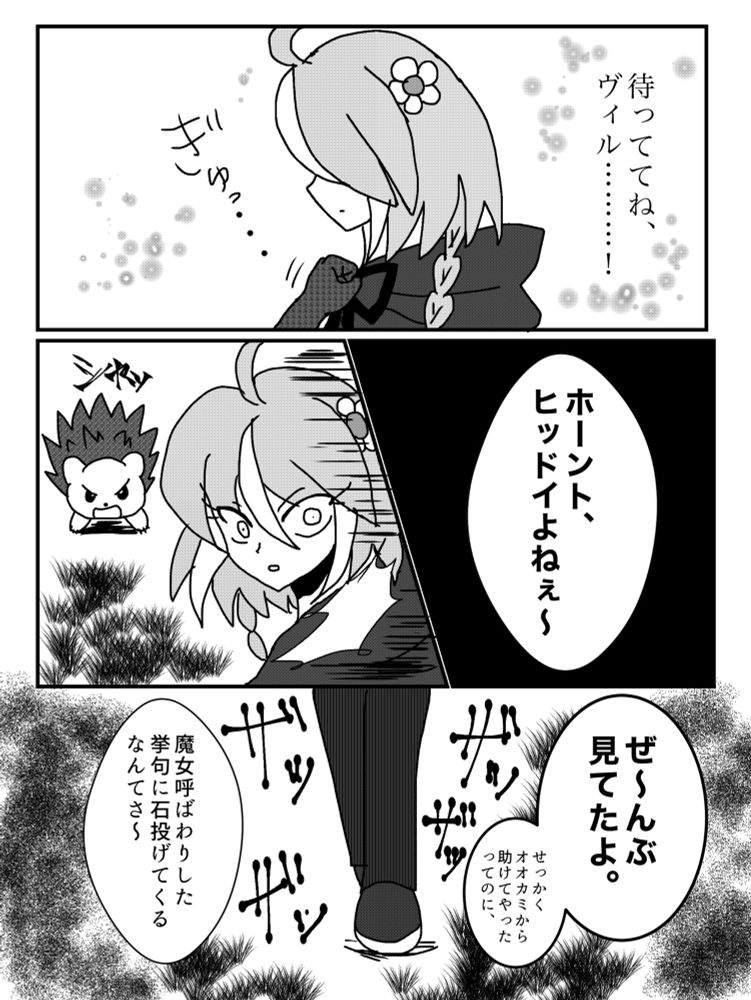 待っててね、
ヴィル………！
ぎゅっ・・・
ホーント、
ヒッドイよねぇ～
シャッ
ぜ～んぶ
見てたよ。
せっかく
オオカミから
助けてやった
ってのに、
ザッ
ザッ
ザッ
ザッ
魔女呼ばわりした
挙句に石投げてくる
なんてさ～